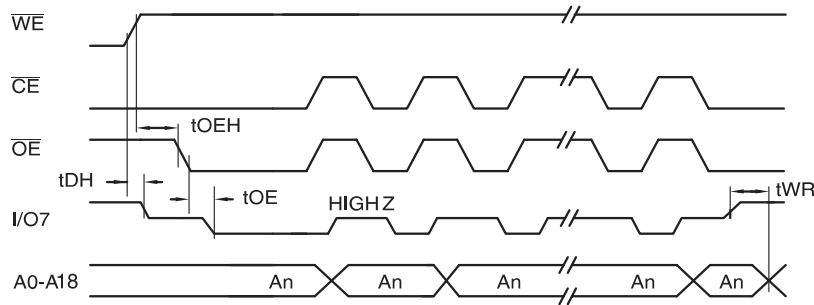 WE
CE
tOEH
OE
tDH
tOE
HIGH Z
tWR
I/O7
A0-A18
An
An
An
An
An